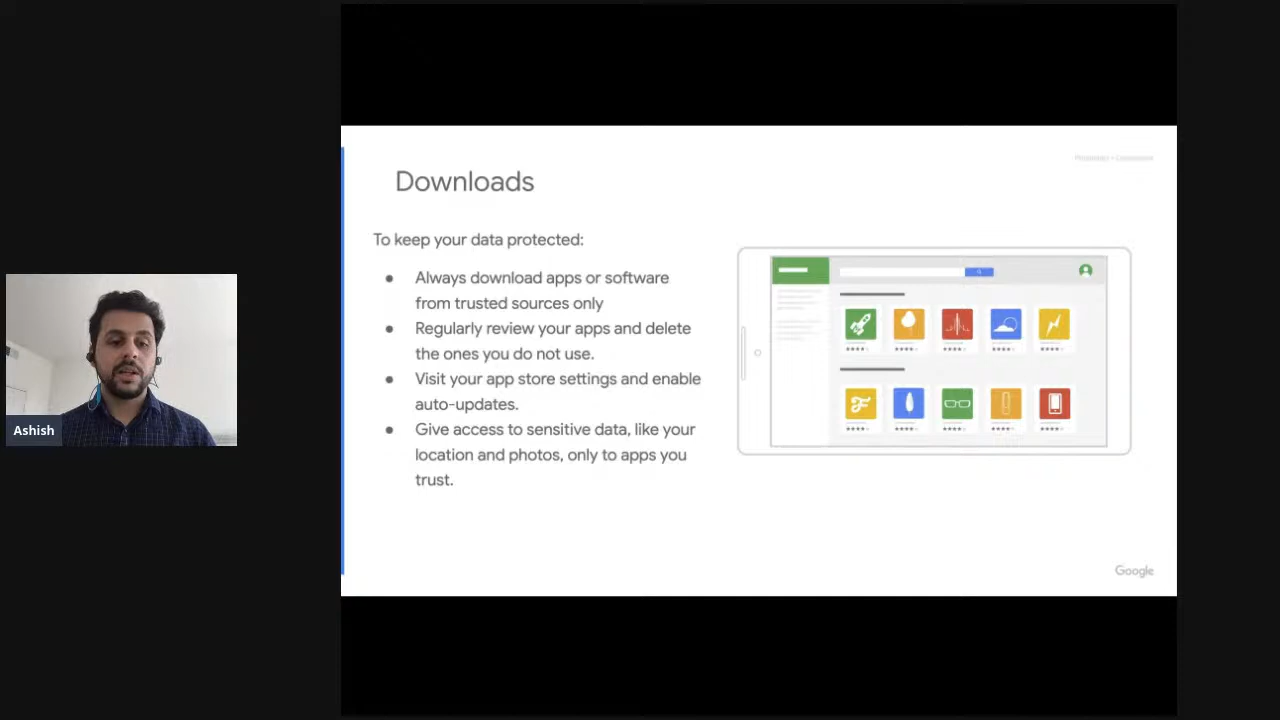 Downloads
To keep your data protected:
● Always download apps or software
from trusted sources only
● Regularly review your apps and delete
the ones you do not use.
● Visit your app store settings and enable
auto-updates.
● Give access to sensitive data, like your
location and photos, only to apps you
trust.
Google
Ashish